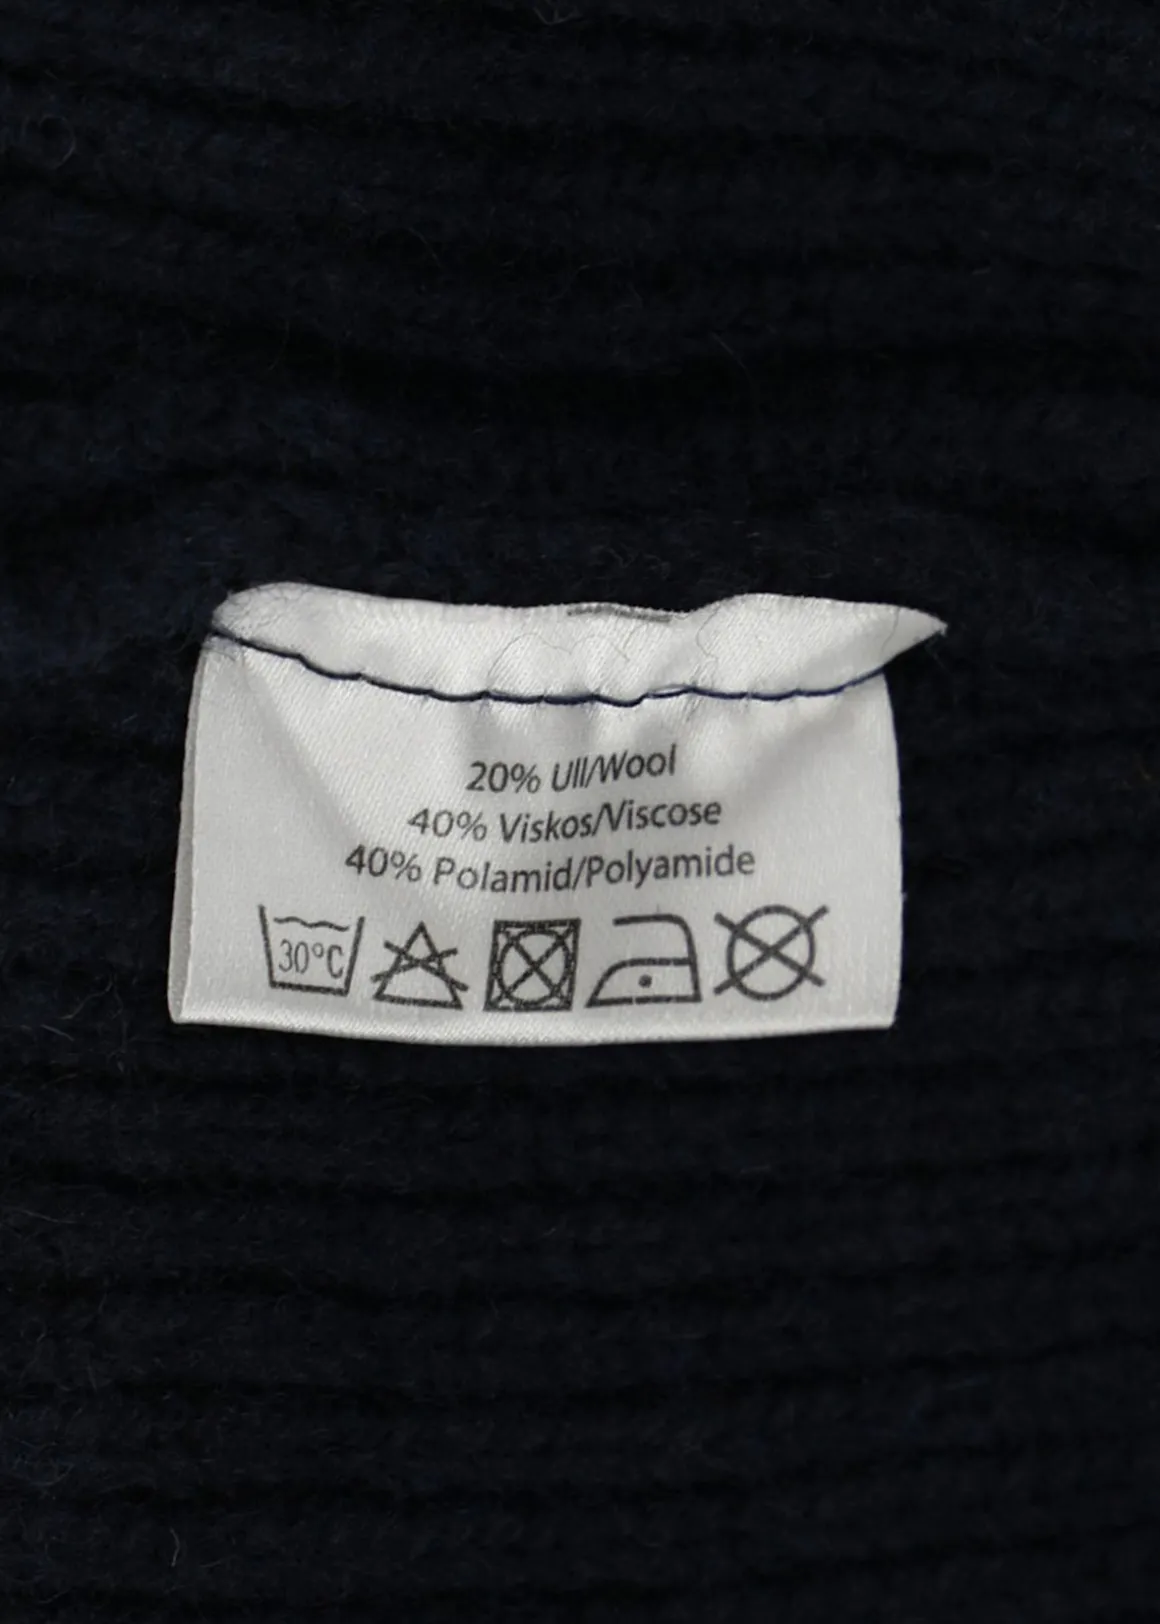 20% Ull/Wool
40% Viskos/Viscose
40% Polamid/Polyamide
30°C